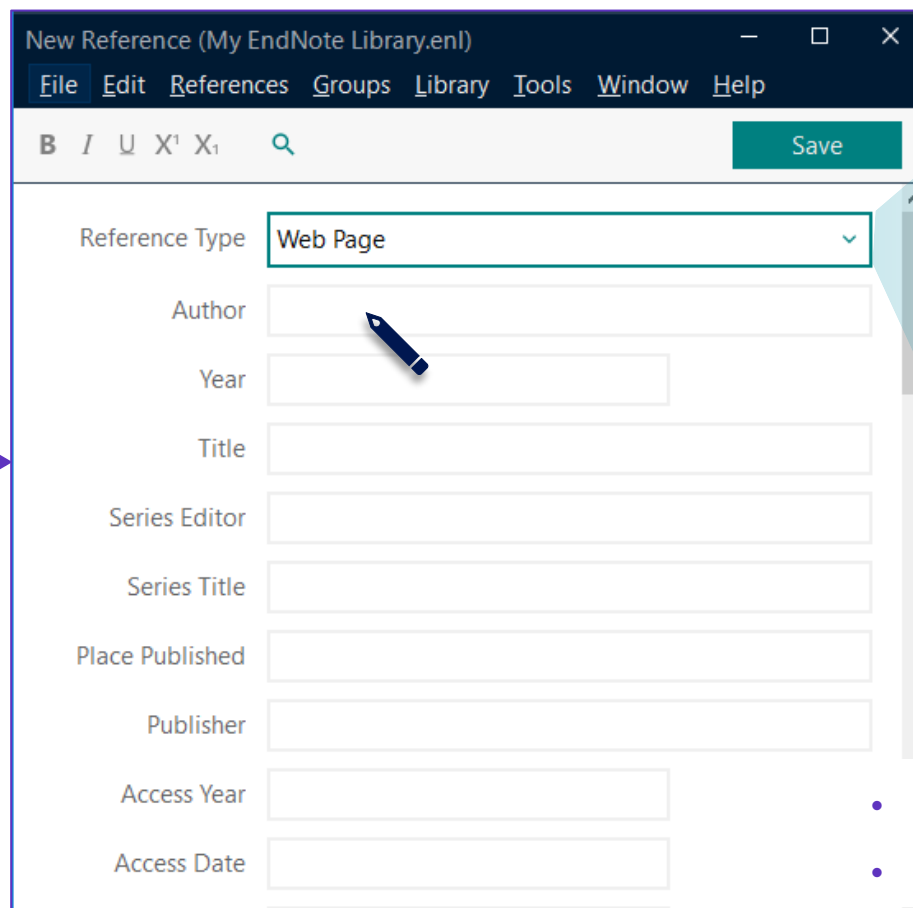 New Reference (My EndNote Library.enl)
File Edit References Groups Library Tools Window Help
B I U X¹ X₁ Save
Reference Type Web Page
Author
Year
Title
Series Editor
Series Title
Place Published
Publisher
Access Year
Access Date